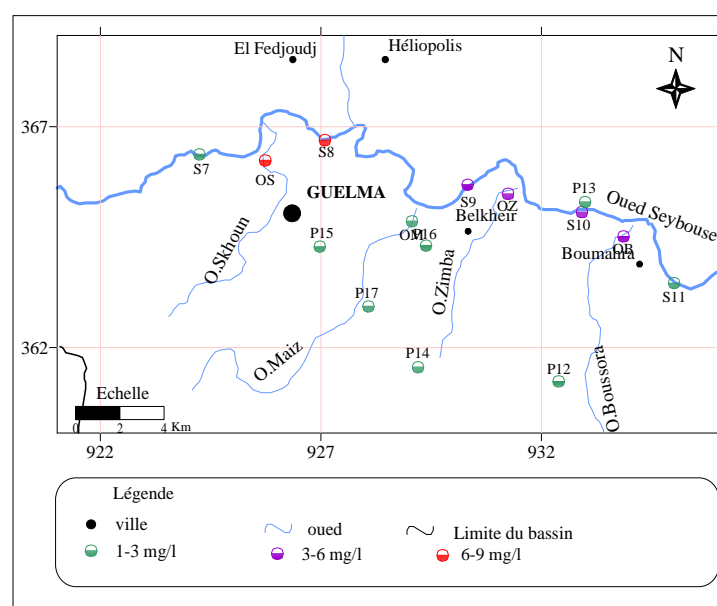 El Fedjoudj
Héliopolis
N
367
S7
S8
OS
GUELMA
S9
OZ
P13
Oued Seybouse
Belkheir
S10
P15
OM
P16
OB
Boumahra
O.Skhoun
O.Zimba
S11
P17
362
O.Maiz
P14
P12
O.Boussora
Echelle
0 2 4 Km
922 927 932
Légende
ville
oued
Limite du bassin
1-3 mg/l
3-6 mg/l
6-9 mg/l